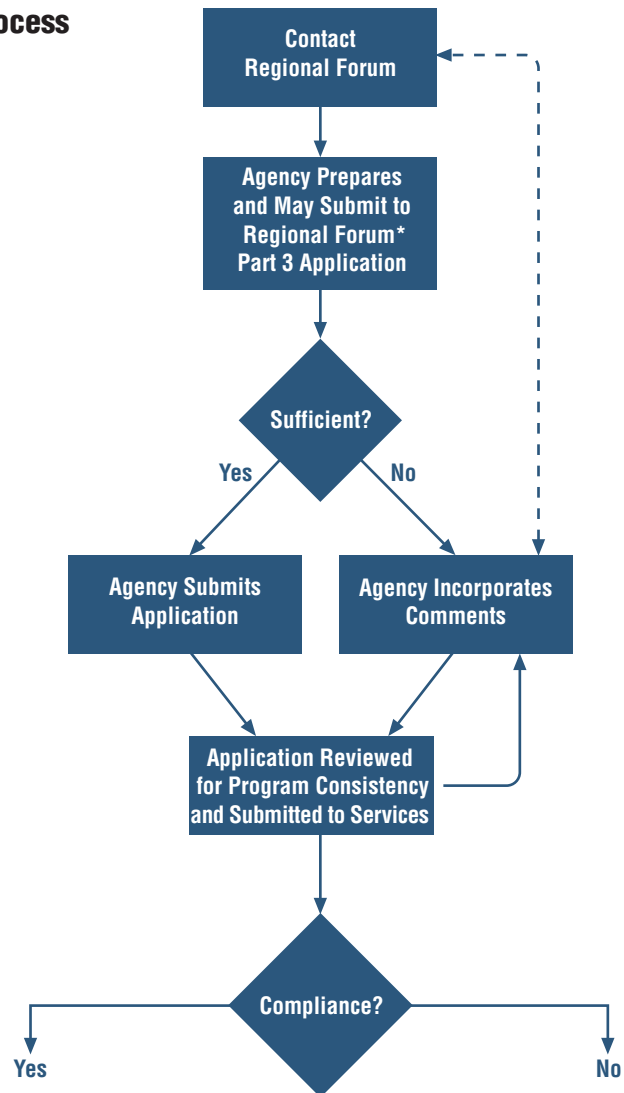 Contact
Regional Forum
Agency Prepares
and May Submit to
Regional Forum*
Part 3 Application
Sufficient?
Yes
No
Agency Submits
Application
Agency Incorporates
Comments
Application Reviewed
for Program Consistency
and Submitted to Services
Compliance?
Yes
No